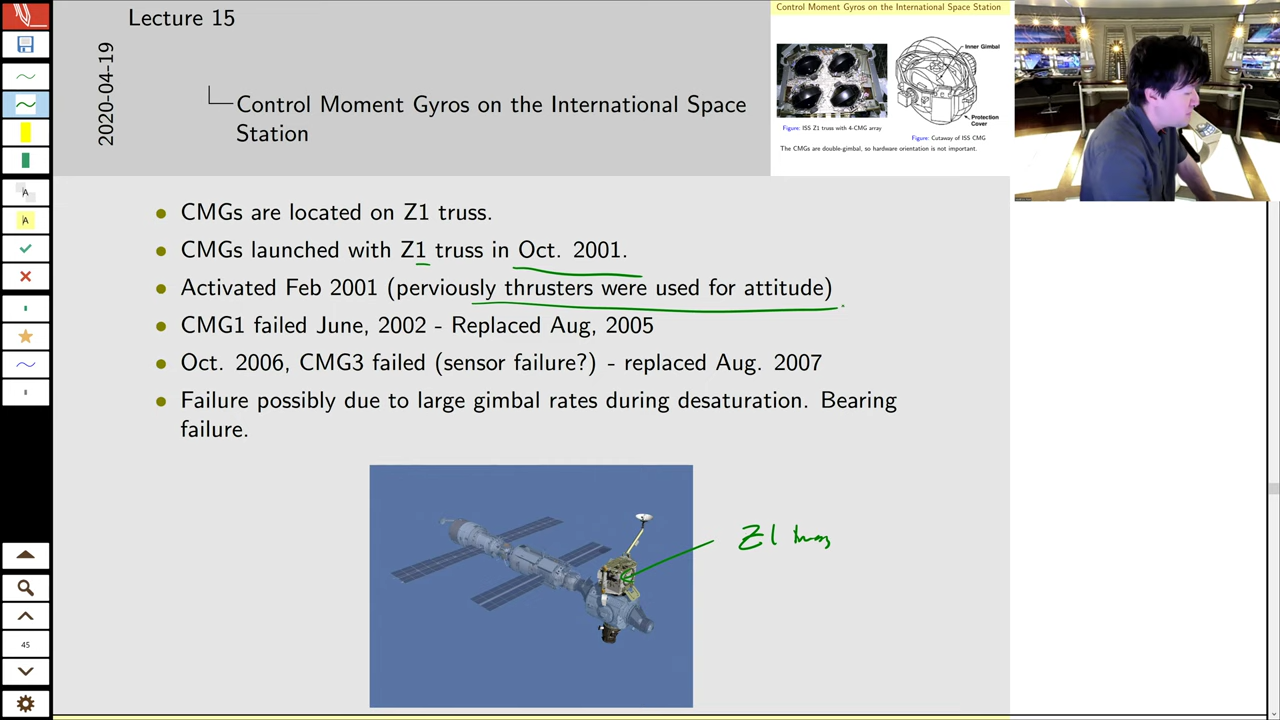 Lecture 15
2020-04-19
Control Moment Gyros on the International Space
Station
Control Moment Gyros on the International Space Station
Inner Gimbal
Protection
Cover
Figure: ISS Z1 truss with 4-CMG array
Figure: Cutaway of ISS CMG
The CMGs are double-gimbal, so hardware orientation is not important.
CMGs are located on Z1 truss.
CMGs launched with Z1 truss in Oct. 2001.
Activated Feb 2001 (perviously thrusters were used for attitude)
CMG1 failed June, 2002 - Replaced Aug, 2005
Oct. 2006, CMG3 failed (sensor failure?) - replaced Aug. 2007
Failure possibly due to large gimbal rates during desaturation. Bearing
failure.
Z1 truss
A
A
45